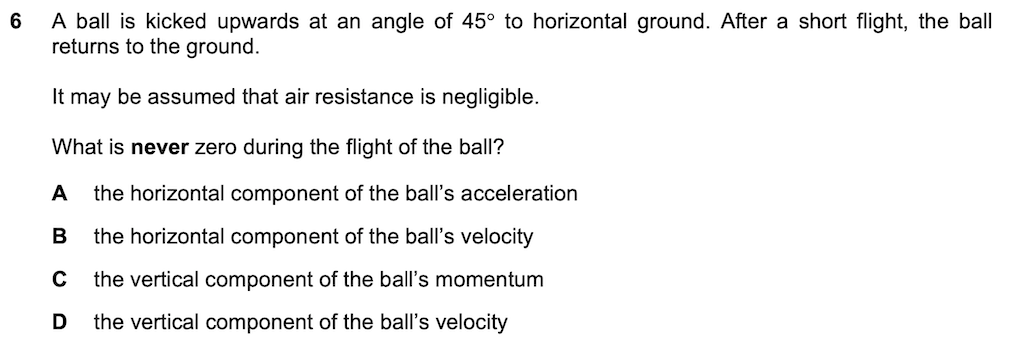 6 A ball is kicked upwards at an angle of 45° to horizontal ground. After a short flight, the ball
returns to the ground.
It may be assumed that air resistance is negligible.
What is never zero during the flight of the ball?
A the horizontal component of the ball's acceleration
B the horizontal component of the ball's velocity
C the vertical component of the ball's momentum
D the vertical component of the ball's velocity